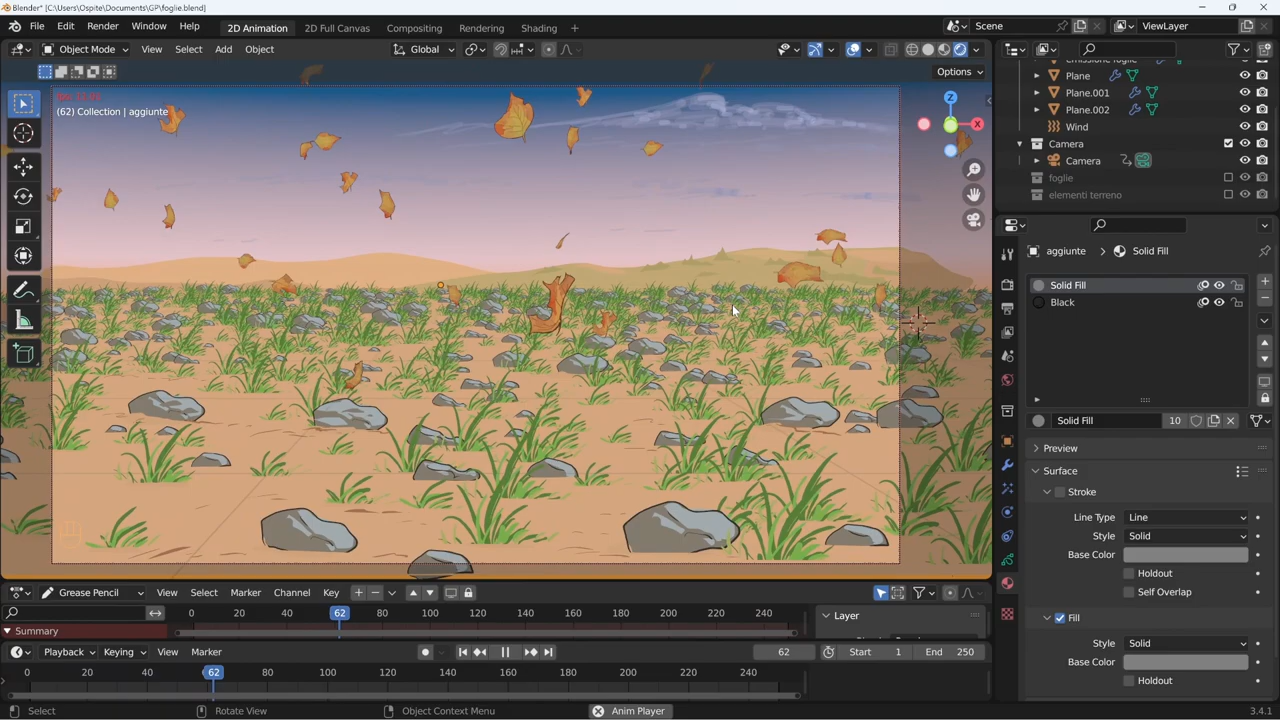 Blender* [C:\Users\Ospite\Documents\GP\foglie.blend]
File Edit Render Window Help 2D Animation 2D Full Canvas Compositing Rendering Shading + Scene ViewLayer
Object Mode View Select Add Object Global
Options
(62) Collection | aggiunte
Z
X
Plane
Plane.001
Plane.002
Wind
Camera
Camera
foglie
elementi terreno
aggiunte > Solid Fill
Solid Fill
Black
Solid Fill 10
Preview
Surface
Stroke
Line Type Line
Style Solid
Base Color
Holdout
Self Overlap
Fill
Style Solid
Base Color
Holdout
Grease Pencil View Select Marker Channel Key
0 20 40 62 80 100 120 140 160 180 200 220 240
Summary
Layer
Playback Keying View Marker 62 Start 1 End 250
0 20 40 62 80 100 120 140 160 180 200 220 240
Select Rotate View Object Context Menu Anim Player 3.4.1